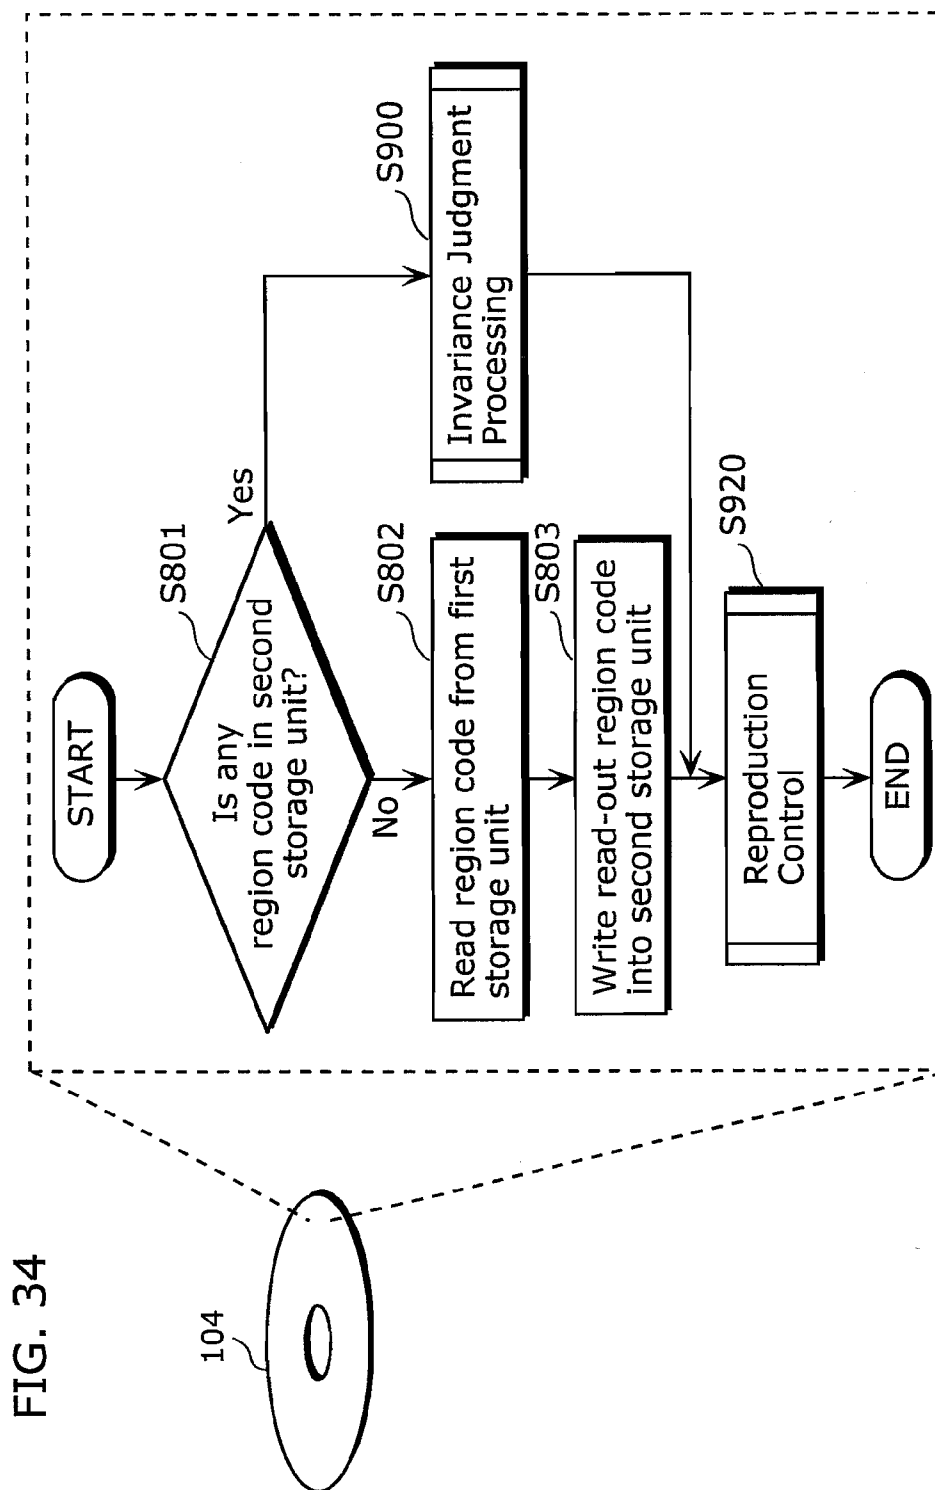 FIG. 34
104
START
S801
Is any
region code in second
storage unit?
Yes
No
S802
Read region code from first
storage unit
S900
Invariance Judgment
Processing
S803
Write read-out region code
into second storage unit
S920
Reproduction
Control
END